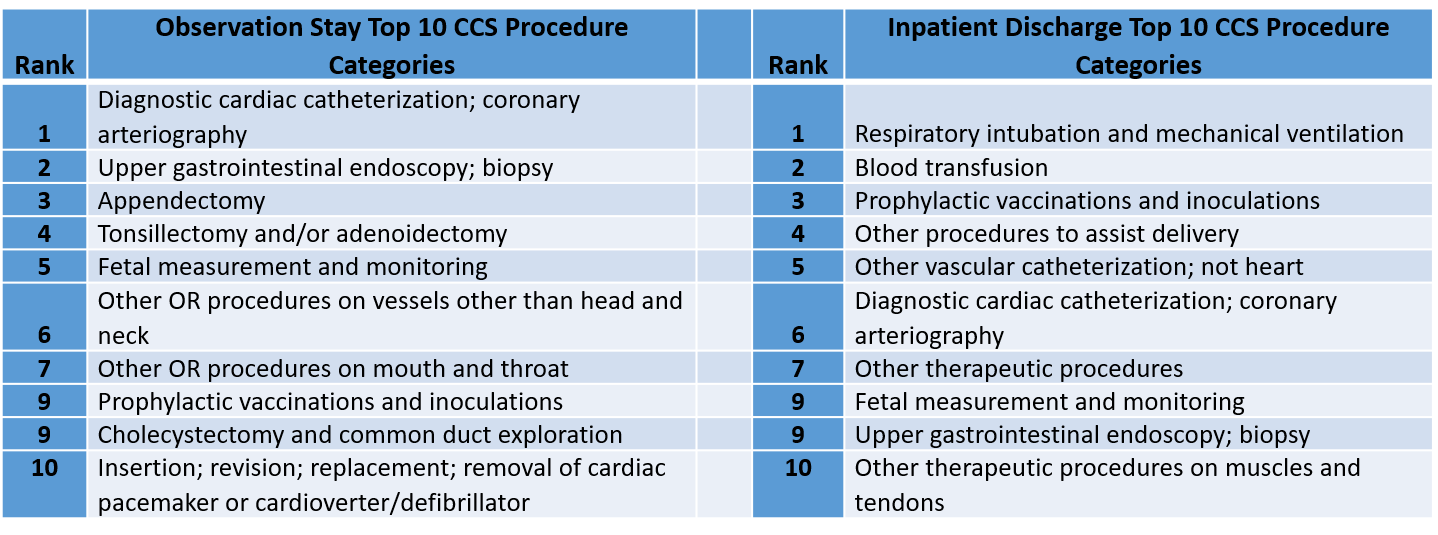 Rank Observation Stay Top 10 CCS Procedure Categories Rank Inpatient Discharge Top 10 CCS Procedure Categories
1 Diagnostic cardiac catheterization; coronary arteriography 1 Respiratory intubation and mechanical ventilation
2 Upper gastrointestinal endoscopy; biopsy 2 Blood transfusion
3 Appendectomy 3 Prophylactic vaccinations and inoculations
4 Tonsillectomy and/or adenoidectomy 4 Other procedures to assist delivery
5 Fetal measurement and monitoring 5 Other vascular catheterization; not heart
6 Other OR procedures on vessels other than head and neck 6 Diagnostic cardiac catheterization; coronary arteriography
7 Other OR procedures on mouth and throat 7 Other therapeutic procedures
9 Prophylactic vaccinations and inoculations 9 Fetal measurement and monitoring
9 Cholecystectomy and common duct exploration 9 Upper gastrointestinal endoscopy; biopsy
10 Insertion; revision; replacement; removal of cardiac pacemaker or cardioverter/defibrillator 10 Other therapeutic procedures on muscles and tendons